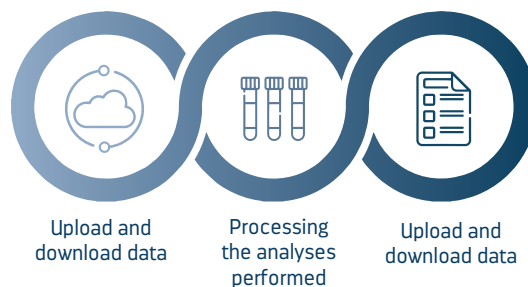 Upload and
download data
Processing
the analyses
performed
Upload and
download data